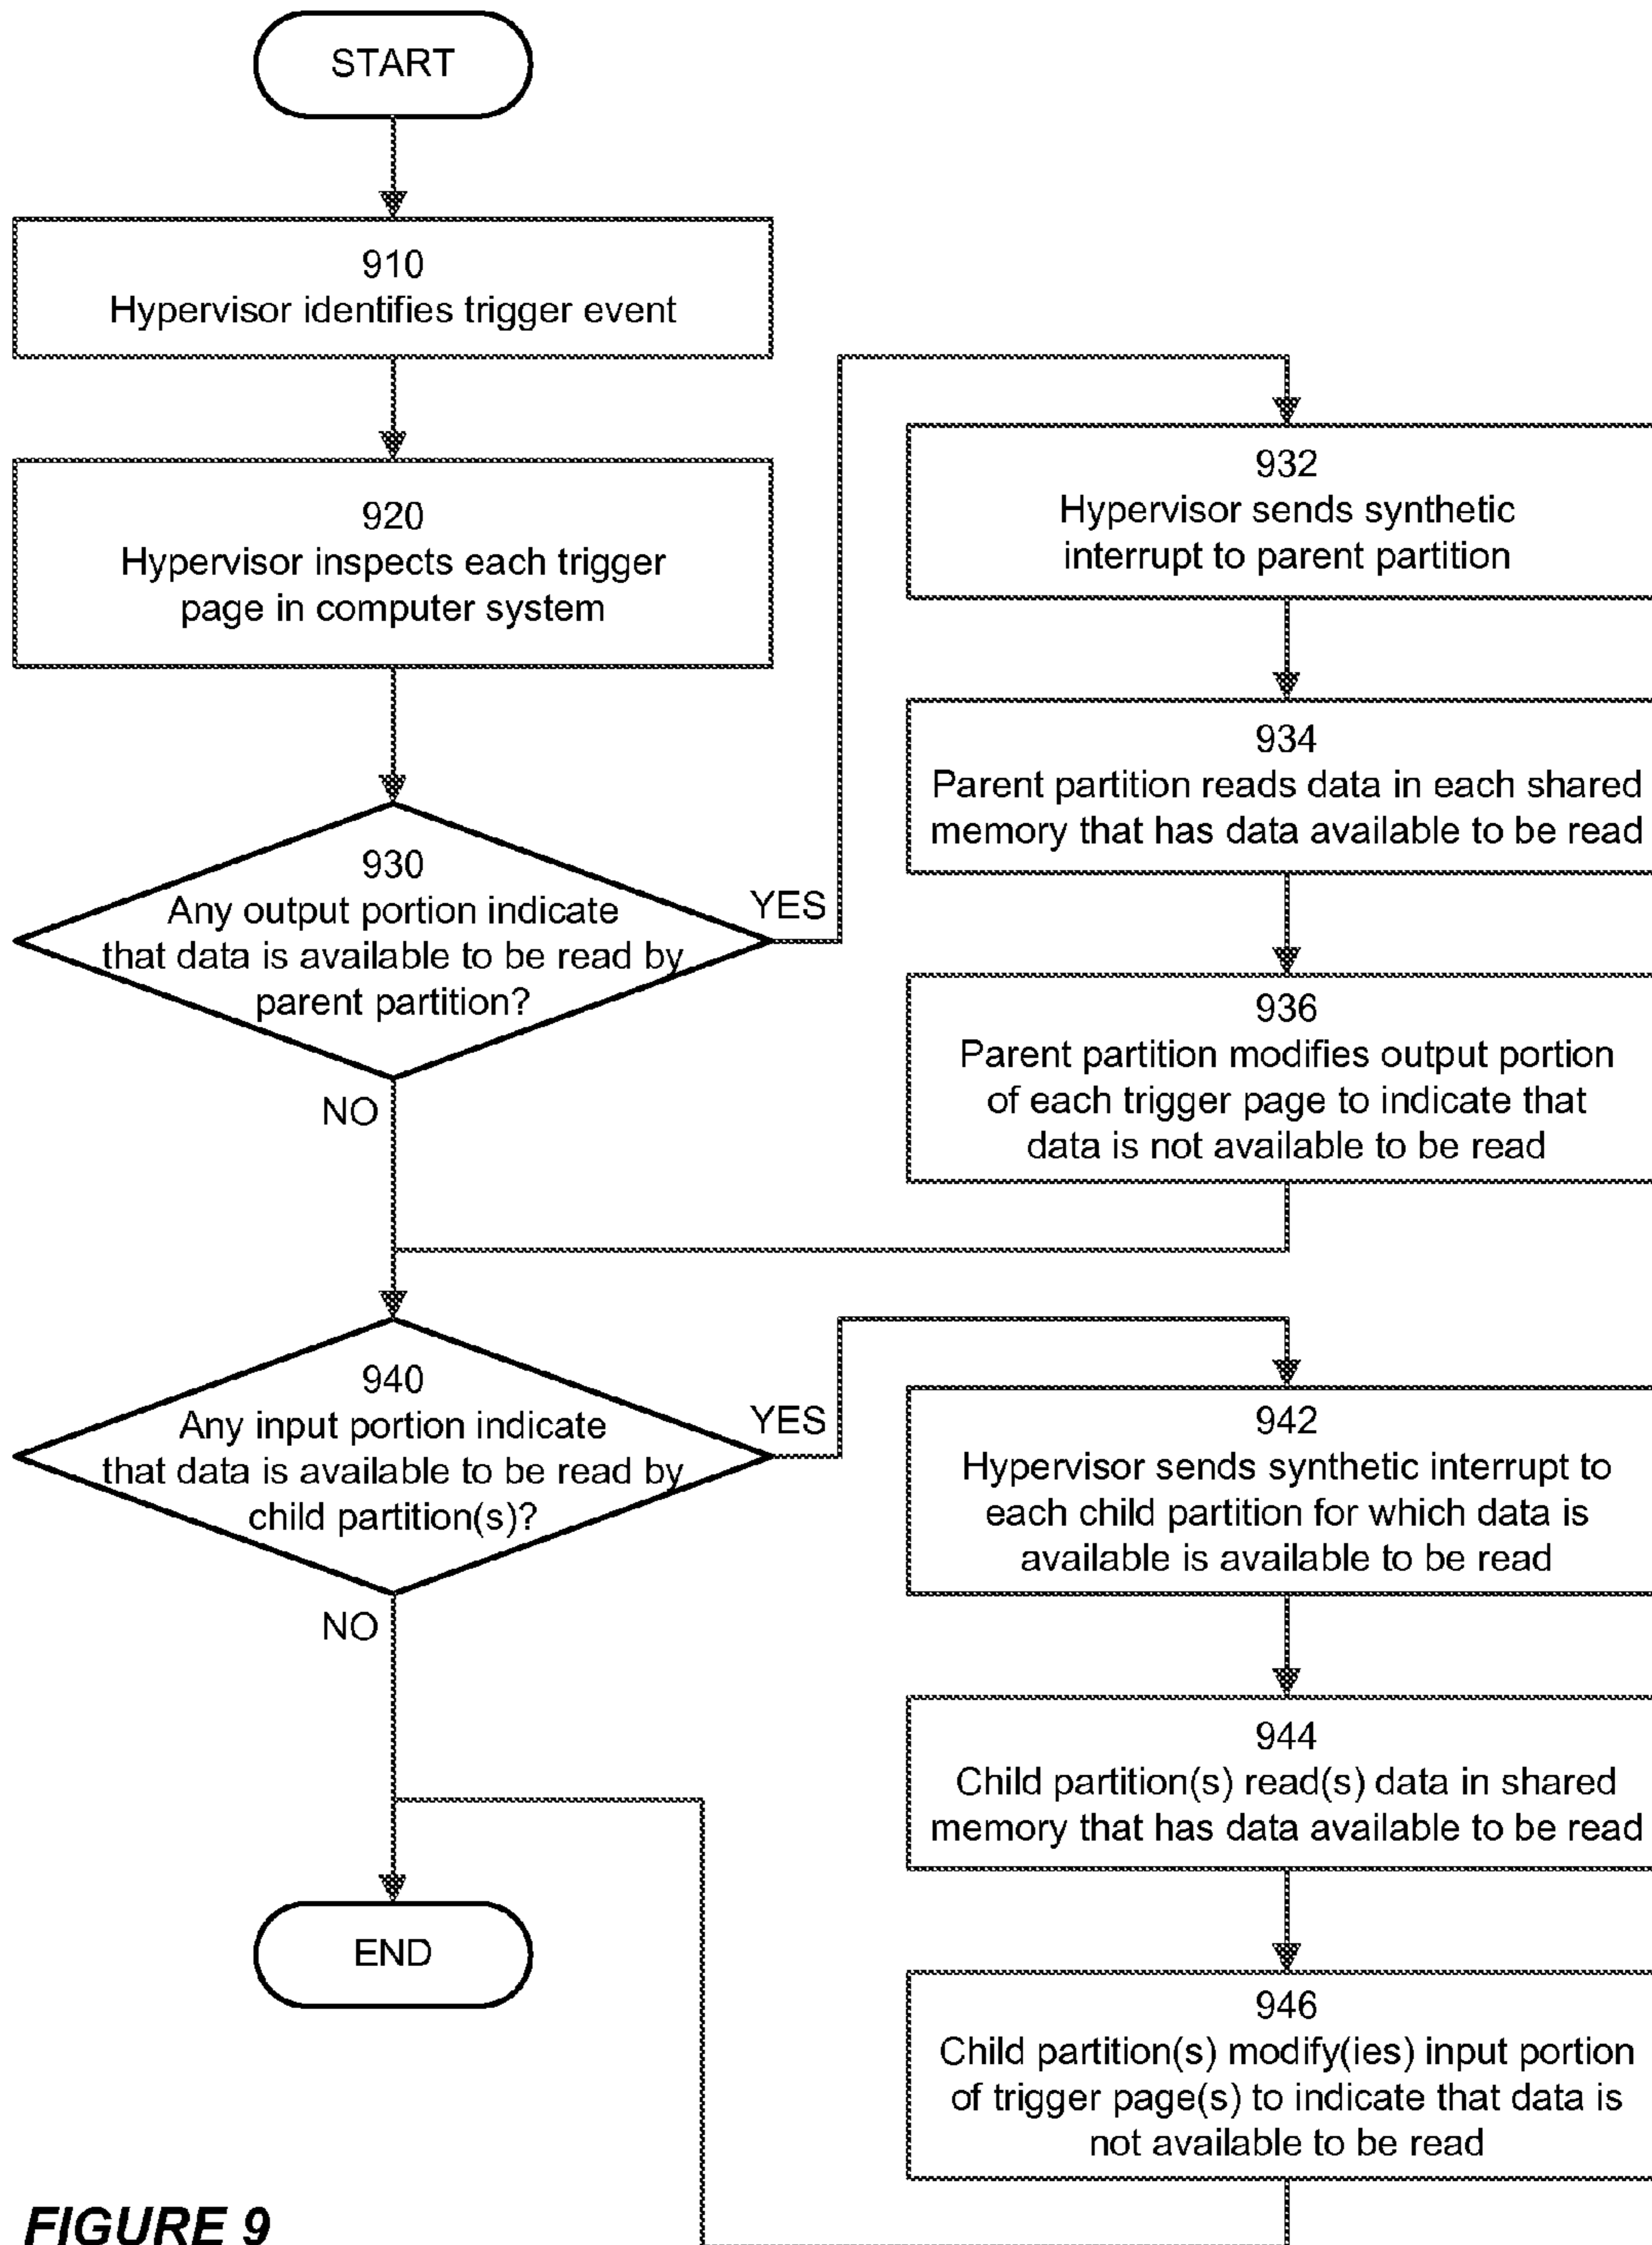 START
910
Hypervisor identifies trigger event
920
Hypervisor inspects each trigger
page in computer system
930
Any output portion indicate
that data is available to be read by
parent partition?
YES
NO
932
Hypervisor sends synthetic
interrupt to parent partition
934
Parent partition reads data in each shared
memory that has data available to be read
936
Parent partition modifies output portion
of each trigger page to indicate that
data is not available to be read
940
Any input portion indicate
that data is available to be read by
child partition(s)?
YES
NO
942
Hypervisor sends synthetic interrupt to
each child partition for which data is
available is available to be read
944
Child partition(s) read(s) data in shared
memory that has data available to be read
946
Child partition(s) modify(ies) input portion
of trigger page(s) to indicate that data is
not available to be read
END
FIGURE 9